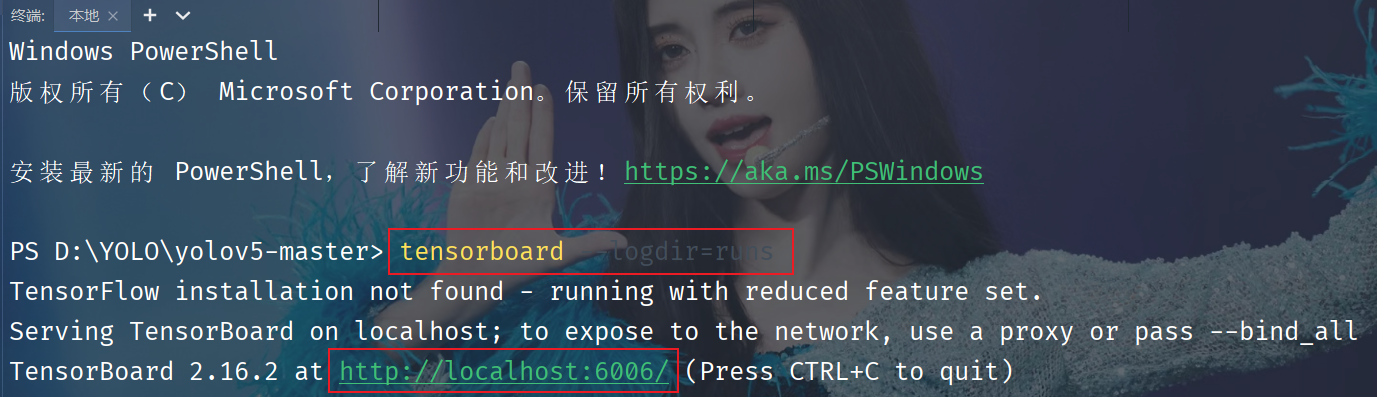 终端: 本地 × +
Windows PowerShell
版权所有（C） Microsoft Corporation。保留所有权利。
安装最新的 PowerShell，了解新功能和改进！https://aka.ms/PSWindows
PS D:\YOLO\yolov5-master> tensorboard --logdir=runs
TensorFlow installation not found - running with reduced feature set.
Serving TensorBoard on localhost; to expose to the network, use a proxy or pass --bind_all
TensorBoard 2.16.2 at http://localhost:6006/ (Press CTRL+C to quit)